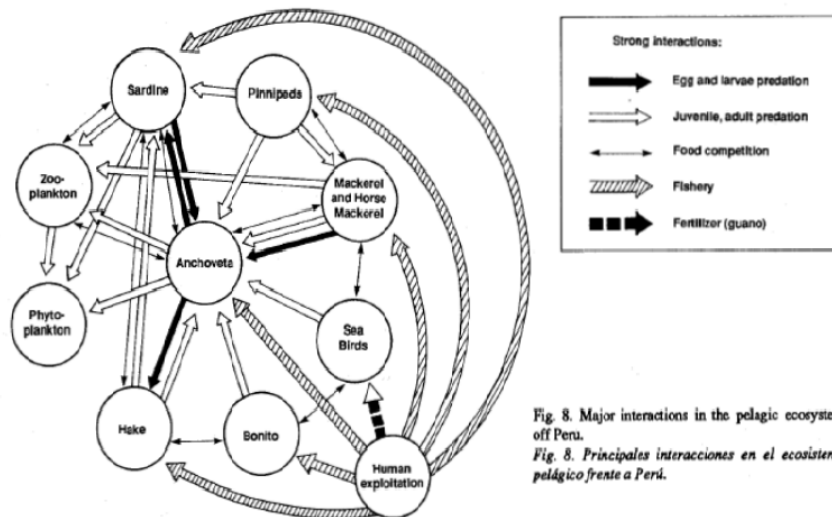 Sardine
Pinnipeds
Zoo-
plankton
Mackerel
and Horse
Mackerel
Anchoveta
Phyto-
plankton
Sea
Birds
Hake
Bonito
Human
exploitation
Strong interactions:
Egg and larvae predation
Juvenile, adult predation
Food competition
Fishery
Fertilizer (guano)
Fig. 8. Major interactions in the pelagic ecosyste
off Peru.
Fig. 8. Principales interacciones en el ecosisten
pelágico frente a Perú.